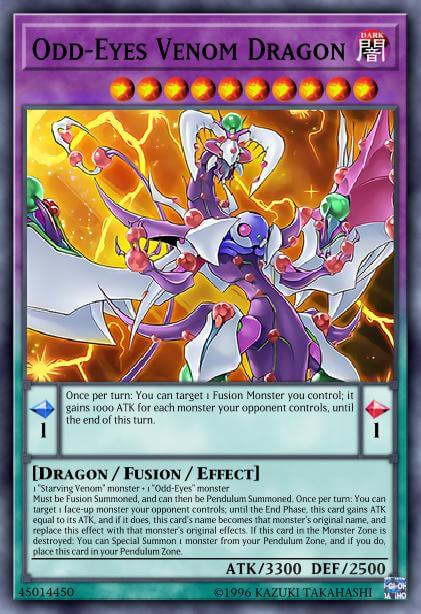 ODD-EYES VENOM DRAGON
DARK
闇
Once per turn: You can target 1 Fusion Monster you control; it
gains 1000 ATK for each monster your opponent controls, until
the end of this turn.
1
1
[DRAGON / FUSION / EFFECT]
1 "Starving Venom" monster + 1 "Odd-Eyes" monster
Must be Fusion Summoned, and can then be Pendulum Summoned. Once per turn: You can
target 1 face-up monster your opponent controls; until the End Phase, this card gains ATK
equal to its ATK, and if it does, this card's name becomes that monster's original name, and
replace this effect with that monster's original effects. If this card in the Monster Zone is
destroyed: You can Special Summon 1 monster from your Pendulum Zone, and if you do,
place this card in your Pendulum Zone.
ATK/3300 DEF/2500
45014450
©1996 KAZUKI TAKAHASHI